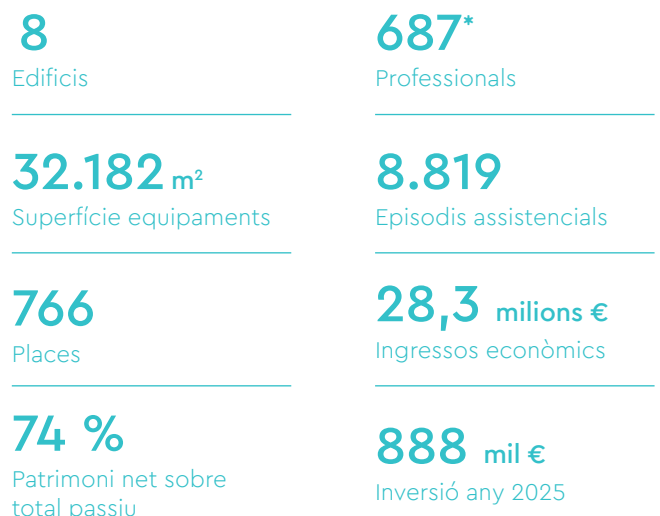 8
Edificis
687*
Professionals
32.182 m²
Superfície equipaments
8.819
Episodis assistencials
766
Places
28,3 milions €
Ingressos econòmics
74 %
Patrimoni net sobre
total passiu
888 mil €
Inversió any 2025